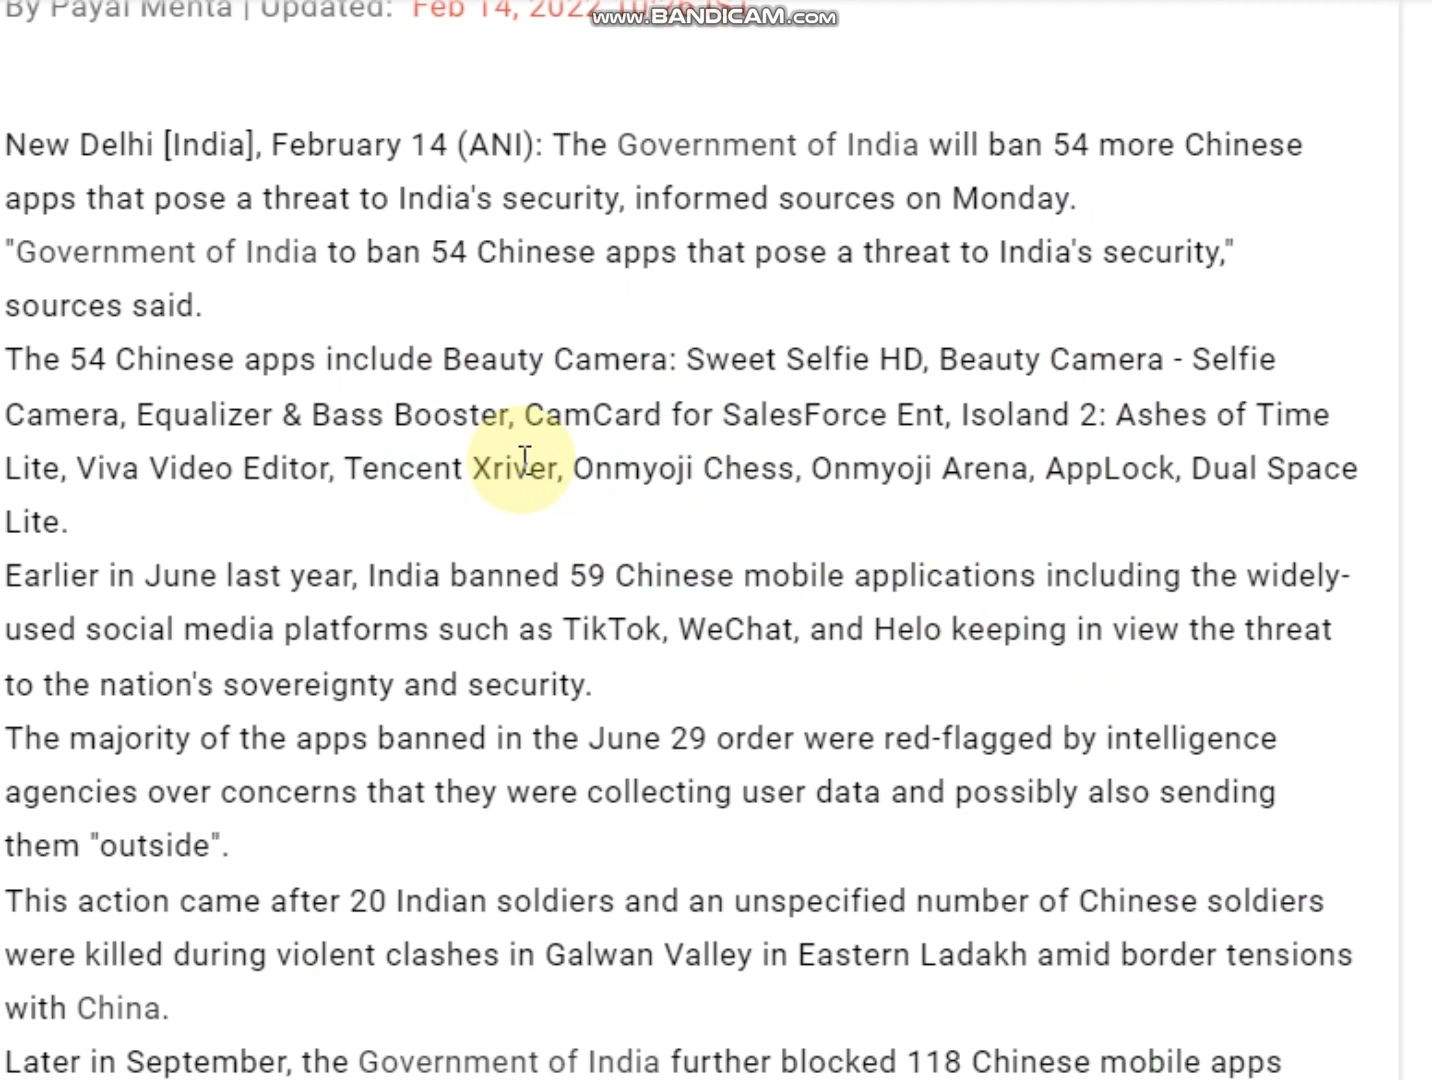 By Payal Menta | Updated: Feb 14, 2022
www.BANDICAM.com
New Delhi [India], February 14 (ANI): The Government of India will ban 54 more Chinese
apps that pose a threat to India's security, informed sources on Monday.
"Government of India to ban 54 Chinese apps that pose a threat to India's security,"
sources said.
The 54 Chinese apps include Beauty Camera: Sweet Selfie HD, Beauty Camera - Selfie
Camera, Equalizer & Bass Booster, CamCard for SalesForce Ent, Isoland 2: Ashes of Time
Lite, Viva Video Editor, Tencent Xriver, Onmyoji Chess, Onmyoji Arena, AppLock, Dual Space
Lite.
Earlier in June last year, India banned 59 Chinese mobile applications including the widely-
used social media platforms such as TikTok, WeChat, and Helo keeping in view the threat
to the nation's sovereignty and security.
The majority of the apps banned in the June 29 order were red-flagged by intelligence
agencies over concerns that they were collecting user data and possibly also sending
them "outside".
This action came after 20 Indian soldiers and an unspecified number of Chinese soldiers
were killed during violent clashes in Galwan Valley in Eastern Ladakh amid border tensions
with China.
Later in September, the Government of India further blocked 118 Chinese mobile apps